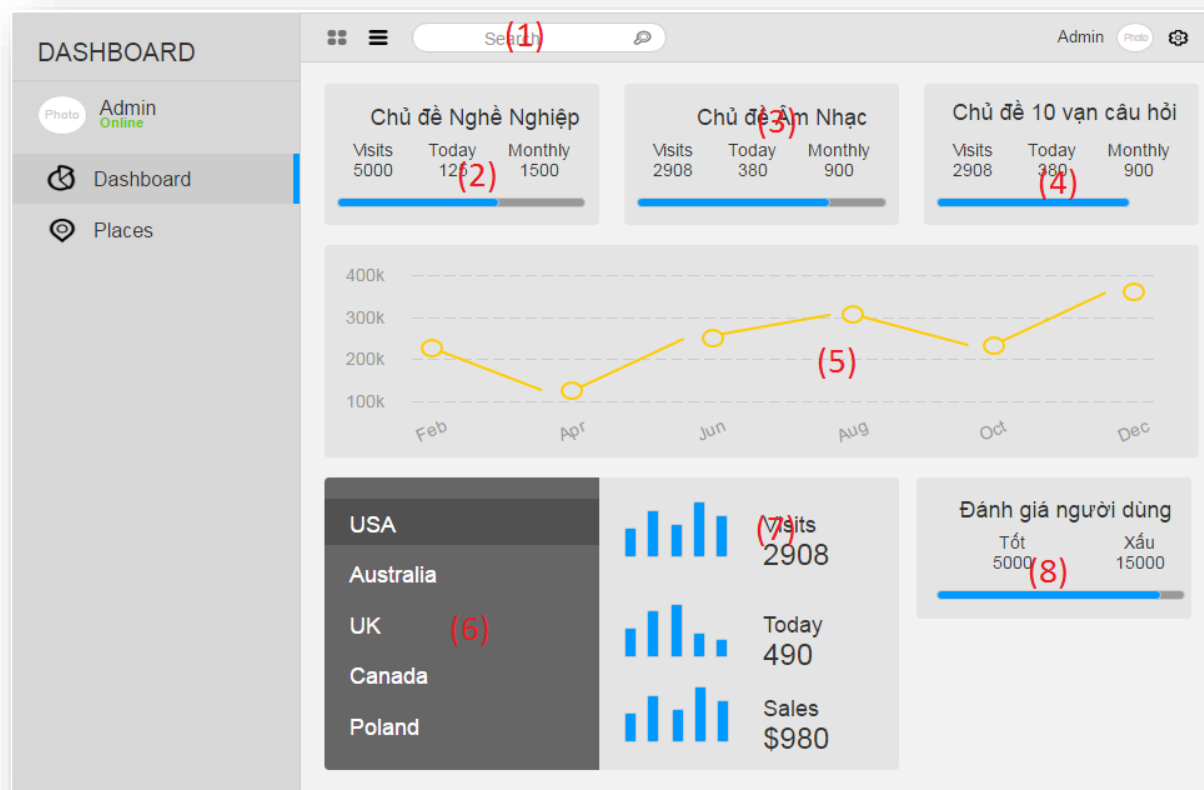 DASHBOARD
Search (1)
Admin Photo
Photo Admin
Online
Dashboard
Places
Chủ đề Nghề Nghiệp
Visits Today Monthly
5000 125 1500
(2)
Chủ đề Âm Nhạc
(3)
Visits Today Monthly
2908 380 900
Chủ đề 10 vạn câu hỏi
Visits Today Monthly
2908 380 900
(4)
400k
300k
200k
100k
(5)
Feb Apr Jun Aug Oct Dec
USA
Australia
UK
(6)
Canada
Poland
Visits
(7)
2908
Today
490
Sales
$980
Đánh giá người dùng
Tốt Xấu
5000 15000
(8)